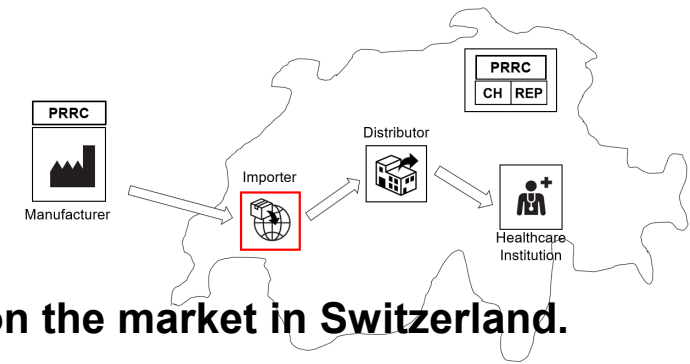 PRRC
CH REP
PRRC
Distributor
Importer
Manufacturer
Healthcare
Institution
on the market in Switzerland.